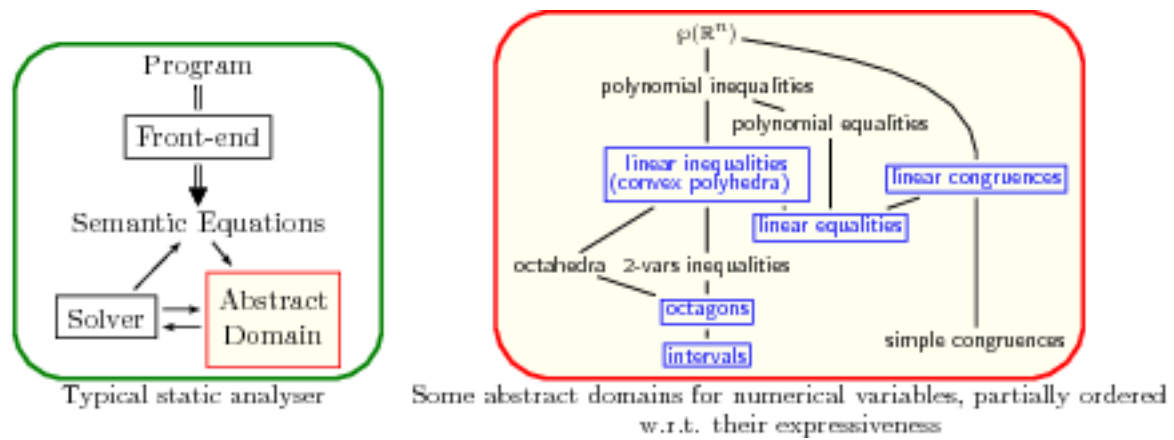 Program
Front-end
Semantic Equations
Solver
Abstract
Domain
Typical static analyser
℘(ℝⁿ)
polynomial inequalities
polynomial equalities
linear inequalities
(convex polyhedra)
linear congruences
linear equalities
octahedra
2-vars inequalities
octagons
simple congruences
intervals
Some abstract domains for numerical variables, partially ordered
w.r.t. their expressiveness